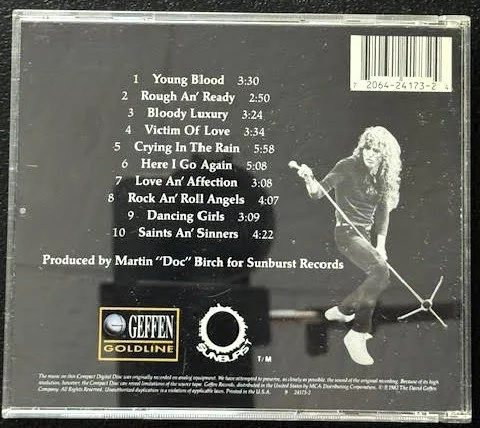 1 Young Blood 3:30
2 Rough An' Ready 2:50
3 Bloody Luxury 3:24
4 Victim Of Love 3:34
5 Crying In The Rain 5:58
6 Here I Go Again 5:08
7 Love An' Affection 3:08
8 Rock An' Roll Angels 4:07
9 Dancing Girls 3:09
10 Saints An' Sinners 4:22
Produced by Martin "Doc" Birch for Sunburst Records
7 2064-24173-2 4
GEFFEN
GOLDLINE
SUNBURST
T/M
The music on this Compact Digital Disc was originally recorded on analog equipment. We have attempted to preserve, as closely as possible, the sound of the original recording. Because of its high
resolution, however, the Compact Disc can reveal limitations of the source tape. Geffen Records, distributed in the United States by MCA Distributing Corporation. © ℗ 1982 The David Geffen
Company. All Rights Reserved. Unauthorized duplication is a violation of applicable laws. Printed in the U.S.A. 9 24173-2